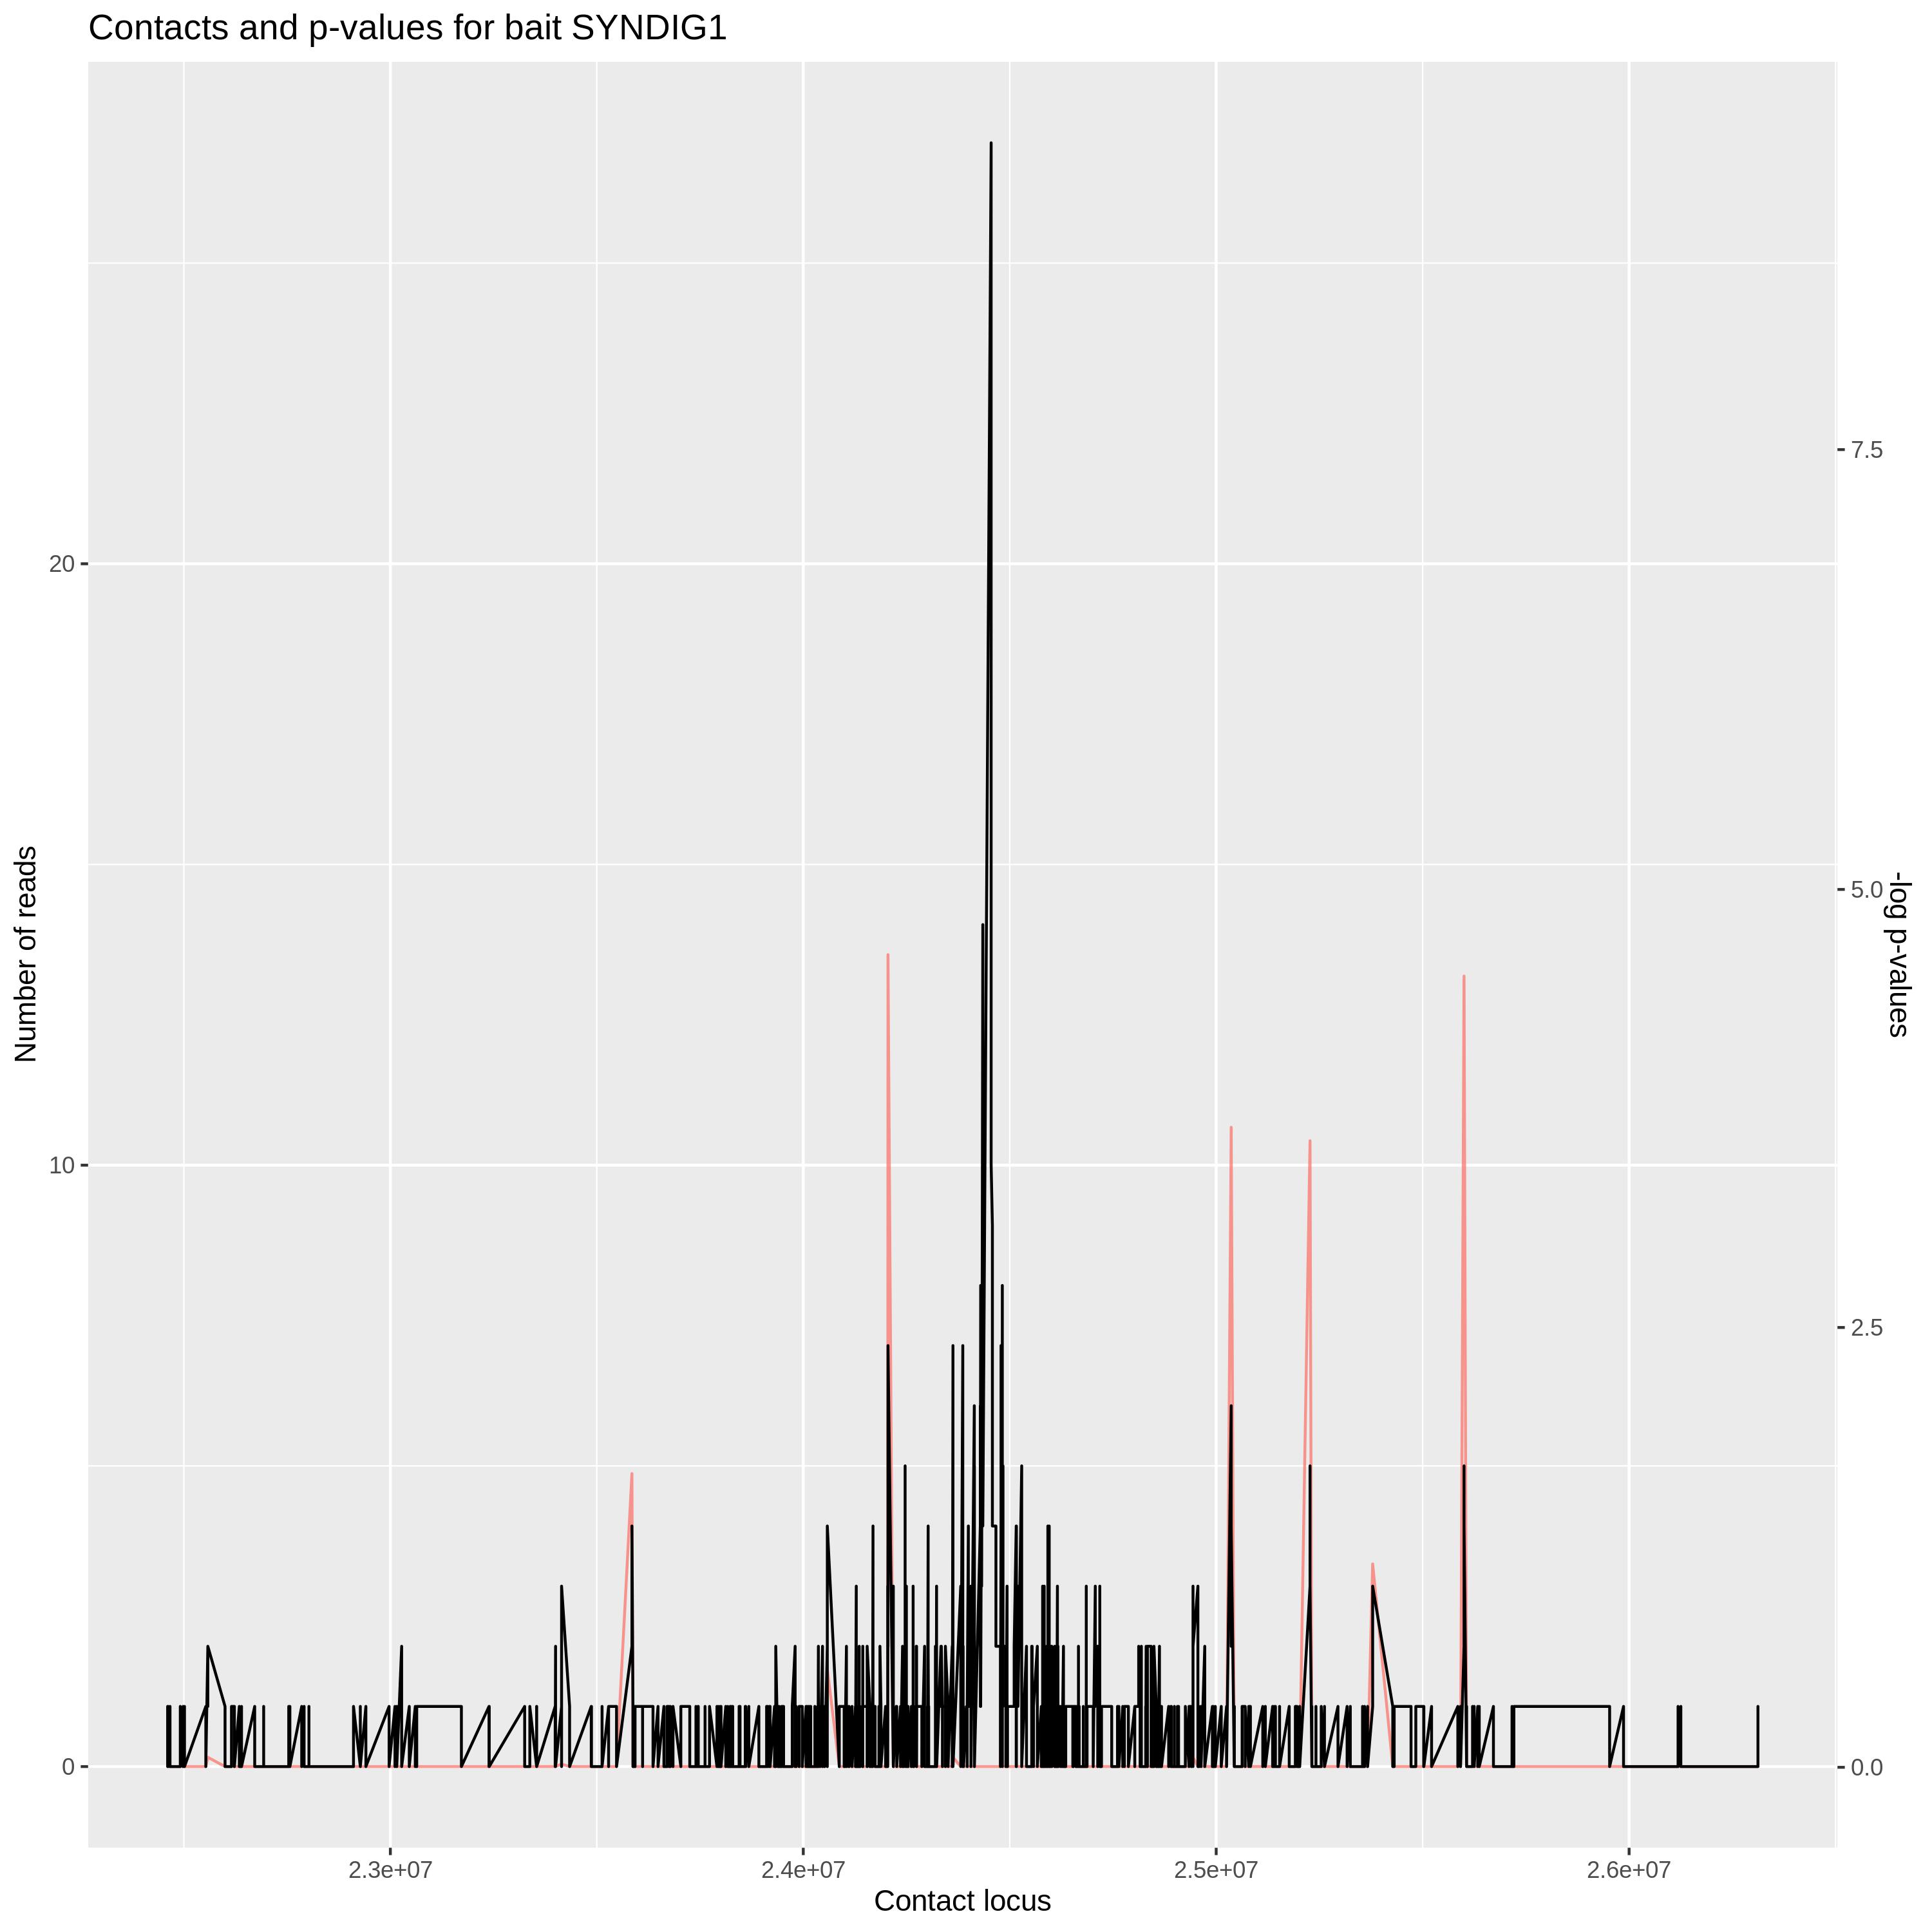 Contacts and p-values for bait SYNDIG1
20
10
0
Number of reads
7.5
5.0
2.5
0.0
-log p-values
2.3e+07
2.4e+07
2.5e+07
2.6e+07
Contact locus